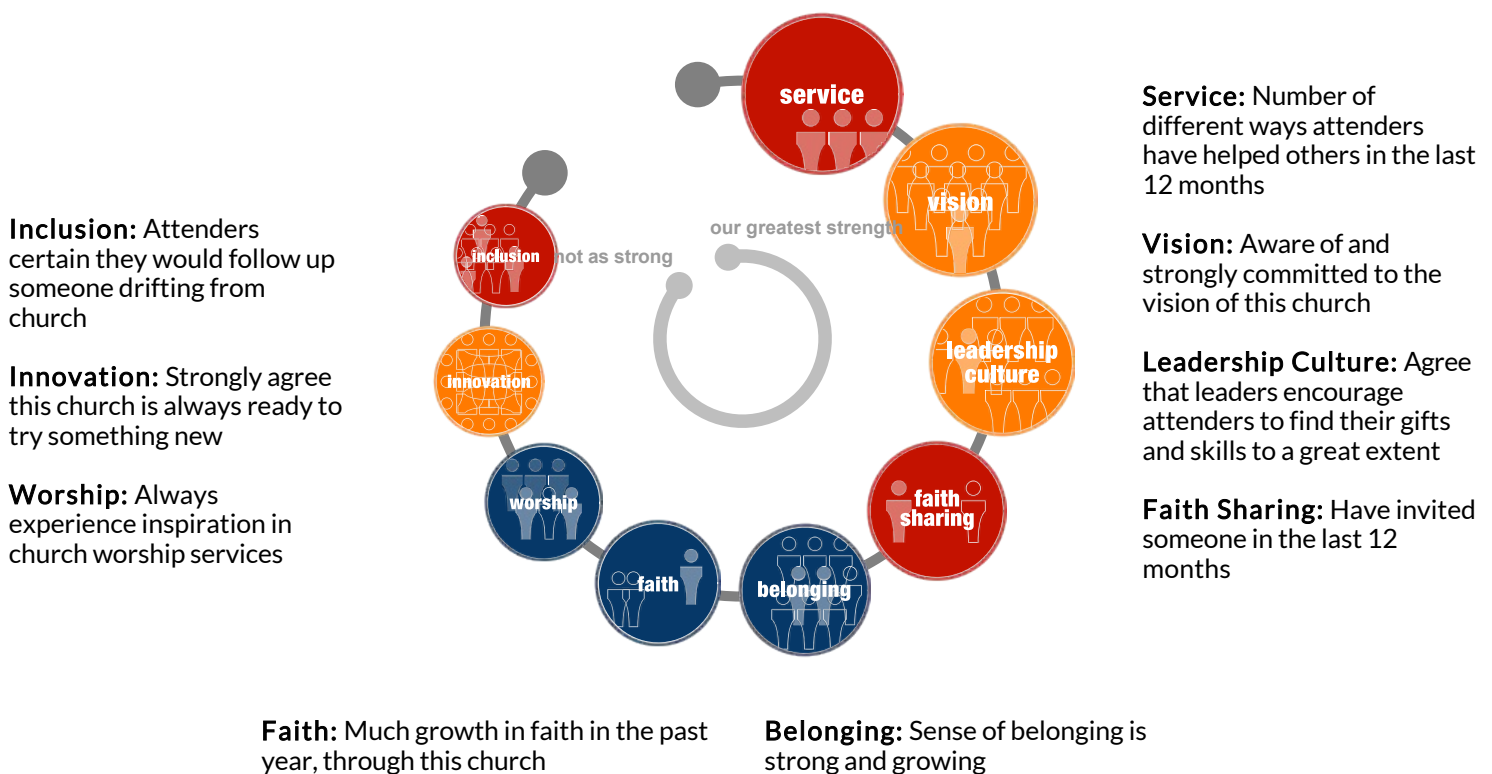 service
vision
leadership
culture
faith
sharing
belonging
faith
worship
innovation
inclusion
our greatest strength
not as strong
Service: Number of
different ways attenders
have helped others in the last
12 months
Vision: Aware of and
strongly committed to the
vision of this church
Leadership Culture: Agree
that leaders encourage
attenders to find their gifts
and skills to a great extent
Faith Sharing: Have invited
someone in the last 12
months
Belonging: Sense of belonging is
strong and growing
Faith: Much growth in faith in the past
year, through this church
Worship: Always
experience inspiration in
church worship services
Innovation: Strongly agree
this church is always ready to
try something new
Inclusion: Attenders
certain they would follow up
someone drifting from
church